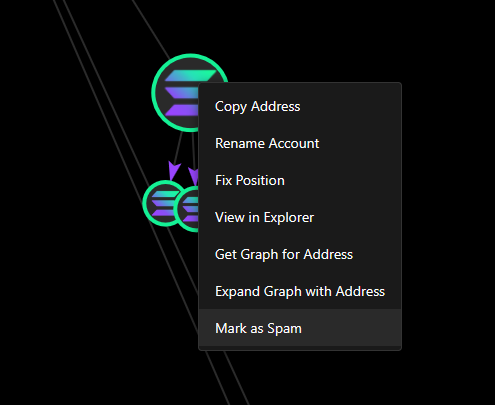 Copy Address
Rename Account
Fix Position
View in Explorer
Get Graph for Address
Expand Graph with Address
Mark as Spam